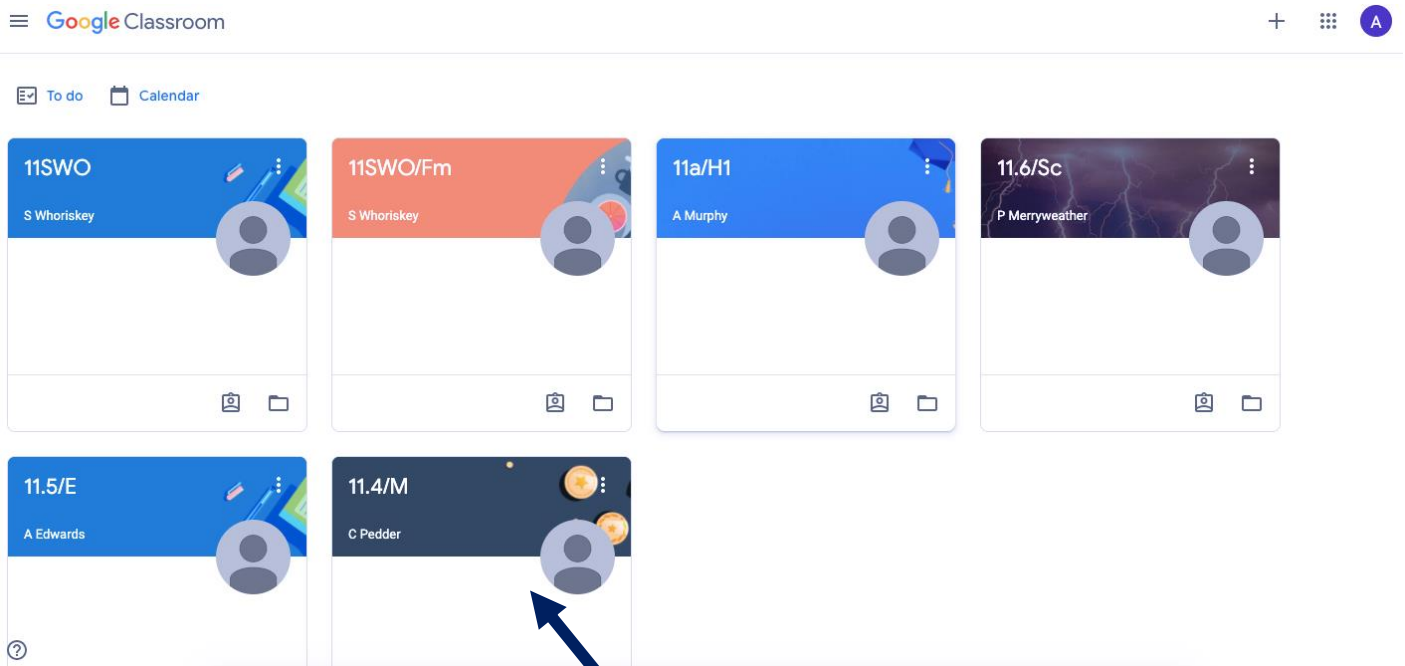 Google Classroom
A
To do
Calendar
11SWO
S Whoriskey
11SWO/Fm
S Whoriskey
11a/H1
A Murphy
11.6/Sc
P Merryweather
11.5/E
A Edwards
11.4/M
C Pedder
?